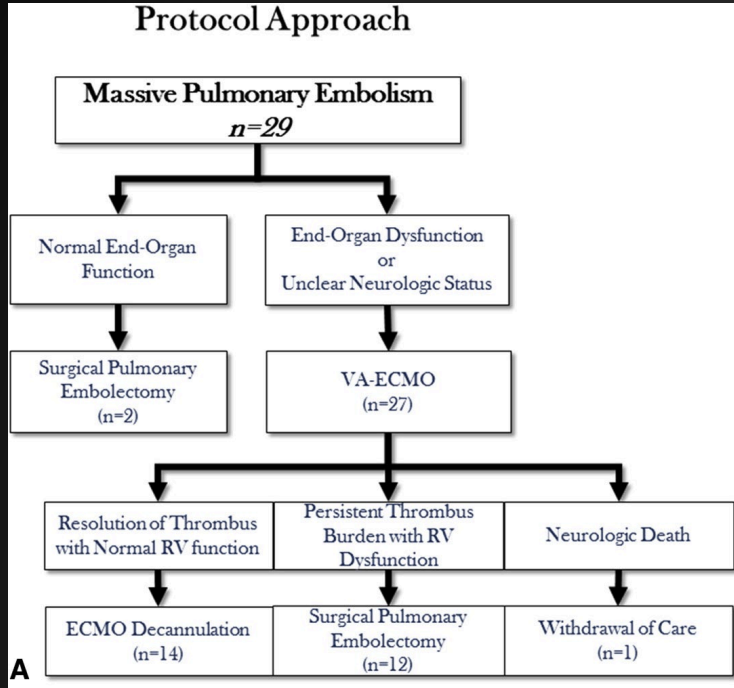 Protocol Approach
Massive Pulmonary Embolism
n=29
Normal End-Organ
Function
End-Organ Dysfunction
or
Unclear Neurologic Status
Surgical Pulmonary
Embolectomy
(n=2)
VA-ECMO
(n=27)
Resolution of Thrombus
with Normal RV function
Persistent Thrombus
Burden with RV
Dysfunction
Neurologic Death
ECMO Decannulation
(n=14)
Surgical Pulmonary
Embolectomy
(n=12)
Withdrawal of Care
(n=1)
A